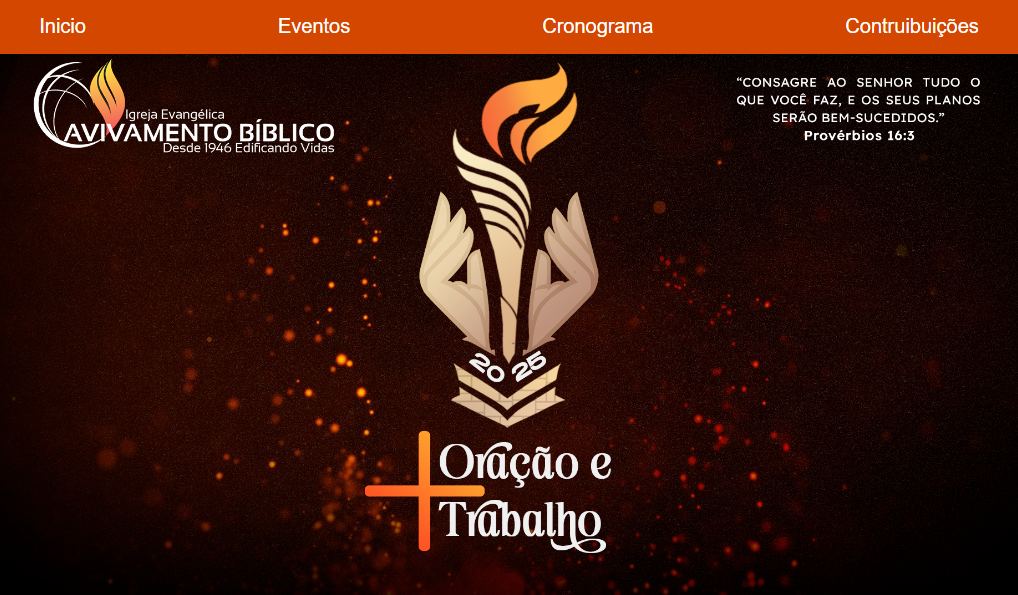 Inicio
Eventos
Cronograma
Contruibuições
Igreja Evangélica
AVIVAMENTO BÍBLICO
Desde 1946 Edificando Vidas
“CONSAGRE AO SENHOR TUDO O
QUE VOCÊ FAZ, E OS SEUS PLANOS
SERÃO BEM-SUCEDIDOS.”
Provérbios 16:3
2025
+Oração e
Trabalho